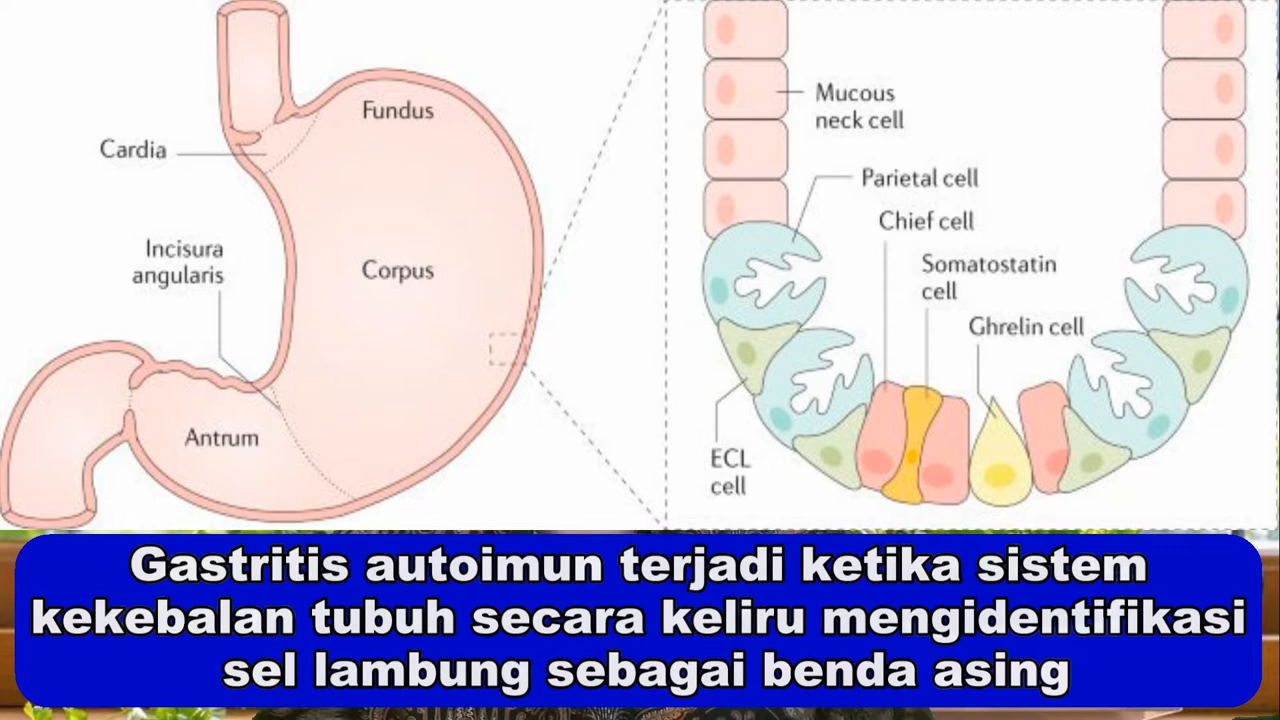 Fundus
Cardia
Incisura
angularis
Corpus
Antrum
Mucous
neck cell
Parietal cell
Chief cell
Somatostatin
cell
Ghrelin cell
ECL
cell
Gastritis autoimun terjadi ketika sistem
kekebalan tubuh secara keliru mengidentifikasi
sel lambung sebagai benda asing